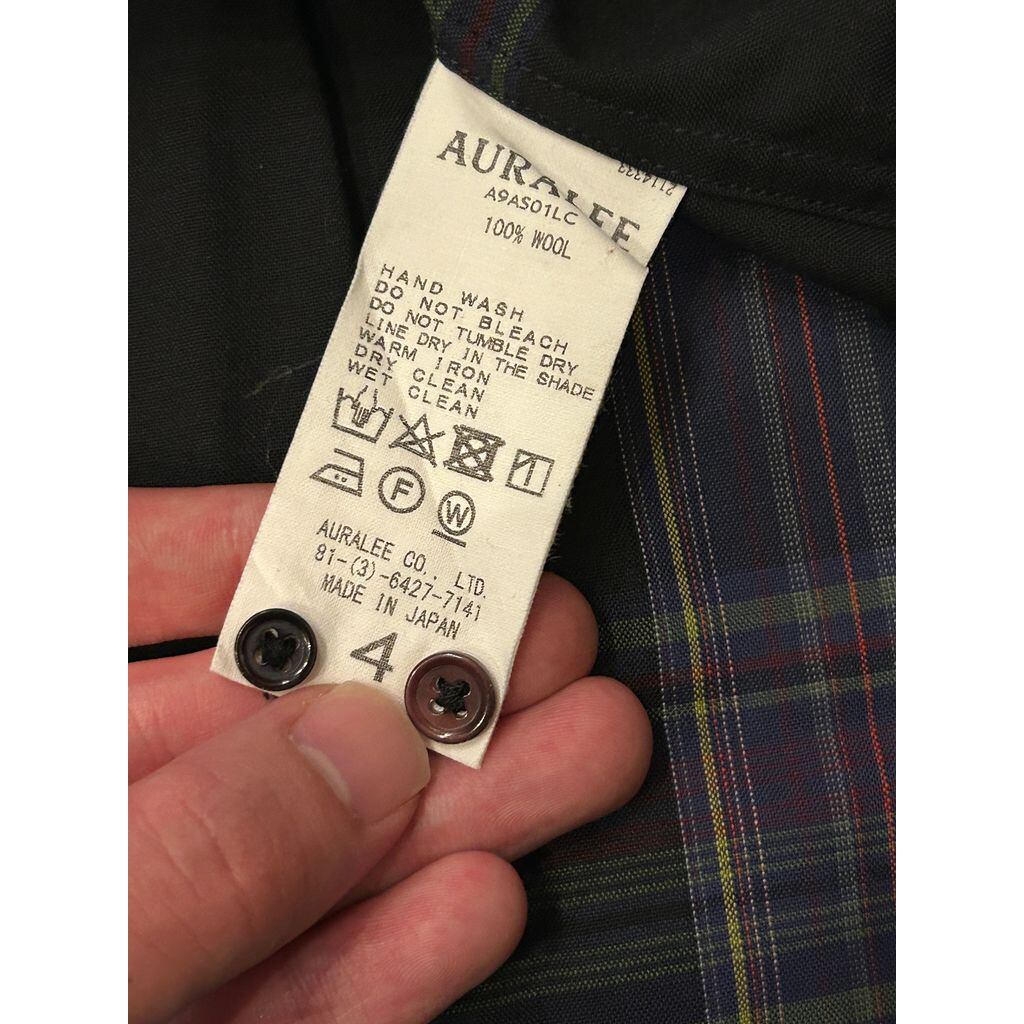 AURALEE
2114333
A9AS01LC
100% WOOL
HAND WASH
DO NOT BLEACH
DO NOT TUMBLE DRY
LINE DRY IN THE SHADE
WARM IRON
DRY CLEAN
WET CLEAN
F
W
AURALEE CO., LTD.
81-(3)-6427-7141
MADE IN JAPAN
4